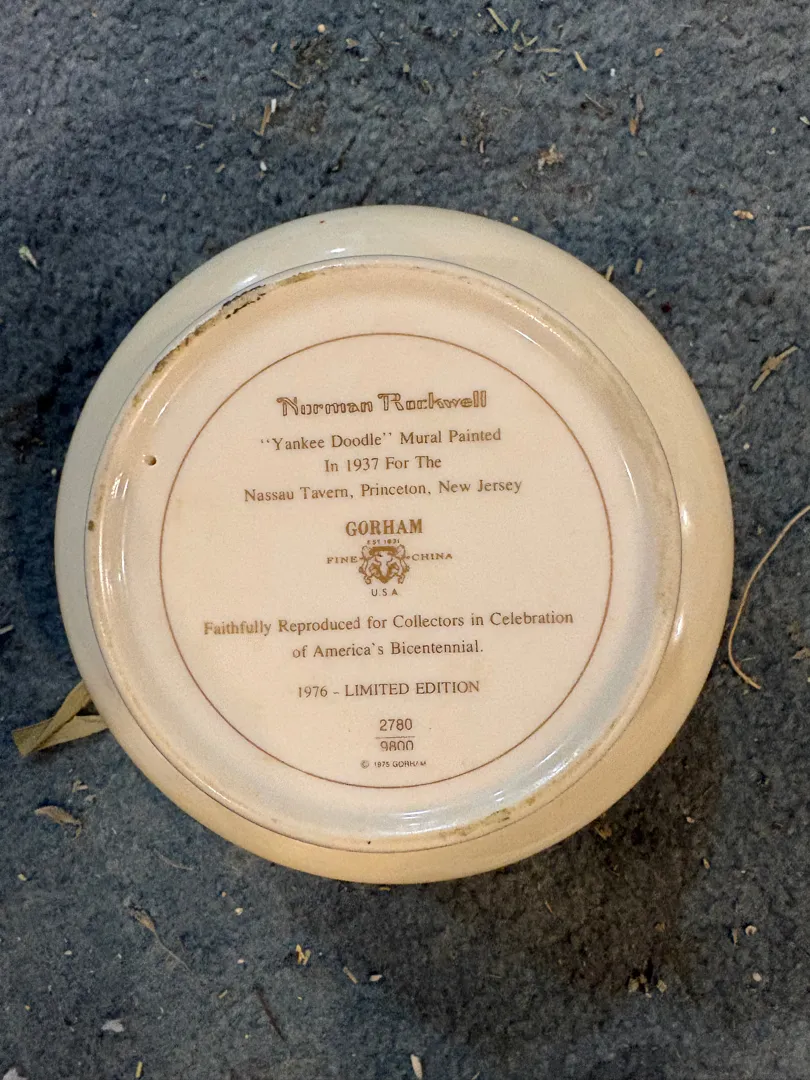 Norman Rockwell
"Yankee Doodle" Mural Painted
In 1937 For The
Nassau Tavern, Princeton, New Jersey
GORHAM
EST. 1831
FINE CHINA
U.S.A.
Faithfully Reproduced for Collectors in Celebration
of America's Bicentennial.
1976 - LIMITED EDITION
2780
9800
© 1975 GORHAM